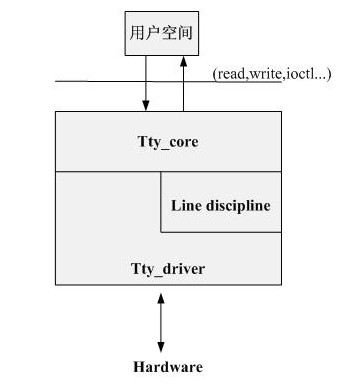 用户空间
(read,write,ioctl...)
Tty_core
Line discipline
Tty_driver
Hardware